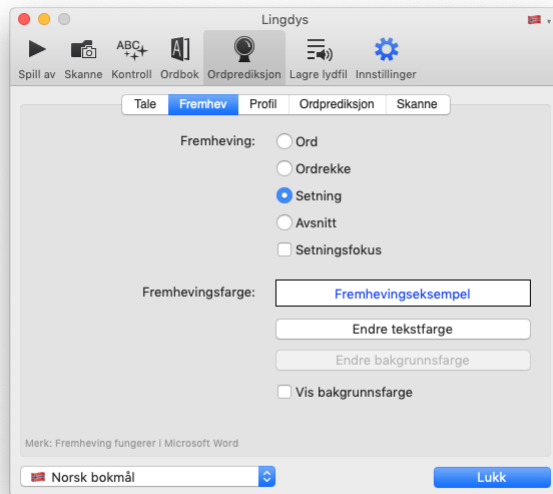 Lingdys
Spill av Skanne Kontroll Ordbok Ordprediksjon Lagre lydfil Innstillinger
Tale Fremhev Profil Ordprediksjon Skanne
Fremheving: Ord
Ordrekke
Setning
Avsnitt
Setningsfokus
Fremhevingsfarge: Fremhevingseksempel
Endre tekstfarge
Endre bakgrunnsfarge
Vis bakgrunnsfarge
Merk: Fremheving fungerer i Microsoft Word
Norsk bokmål Lukk